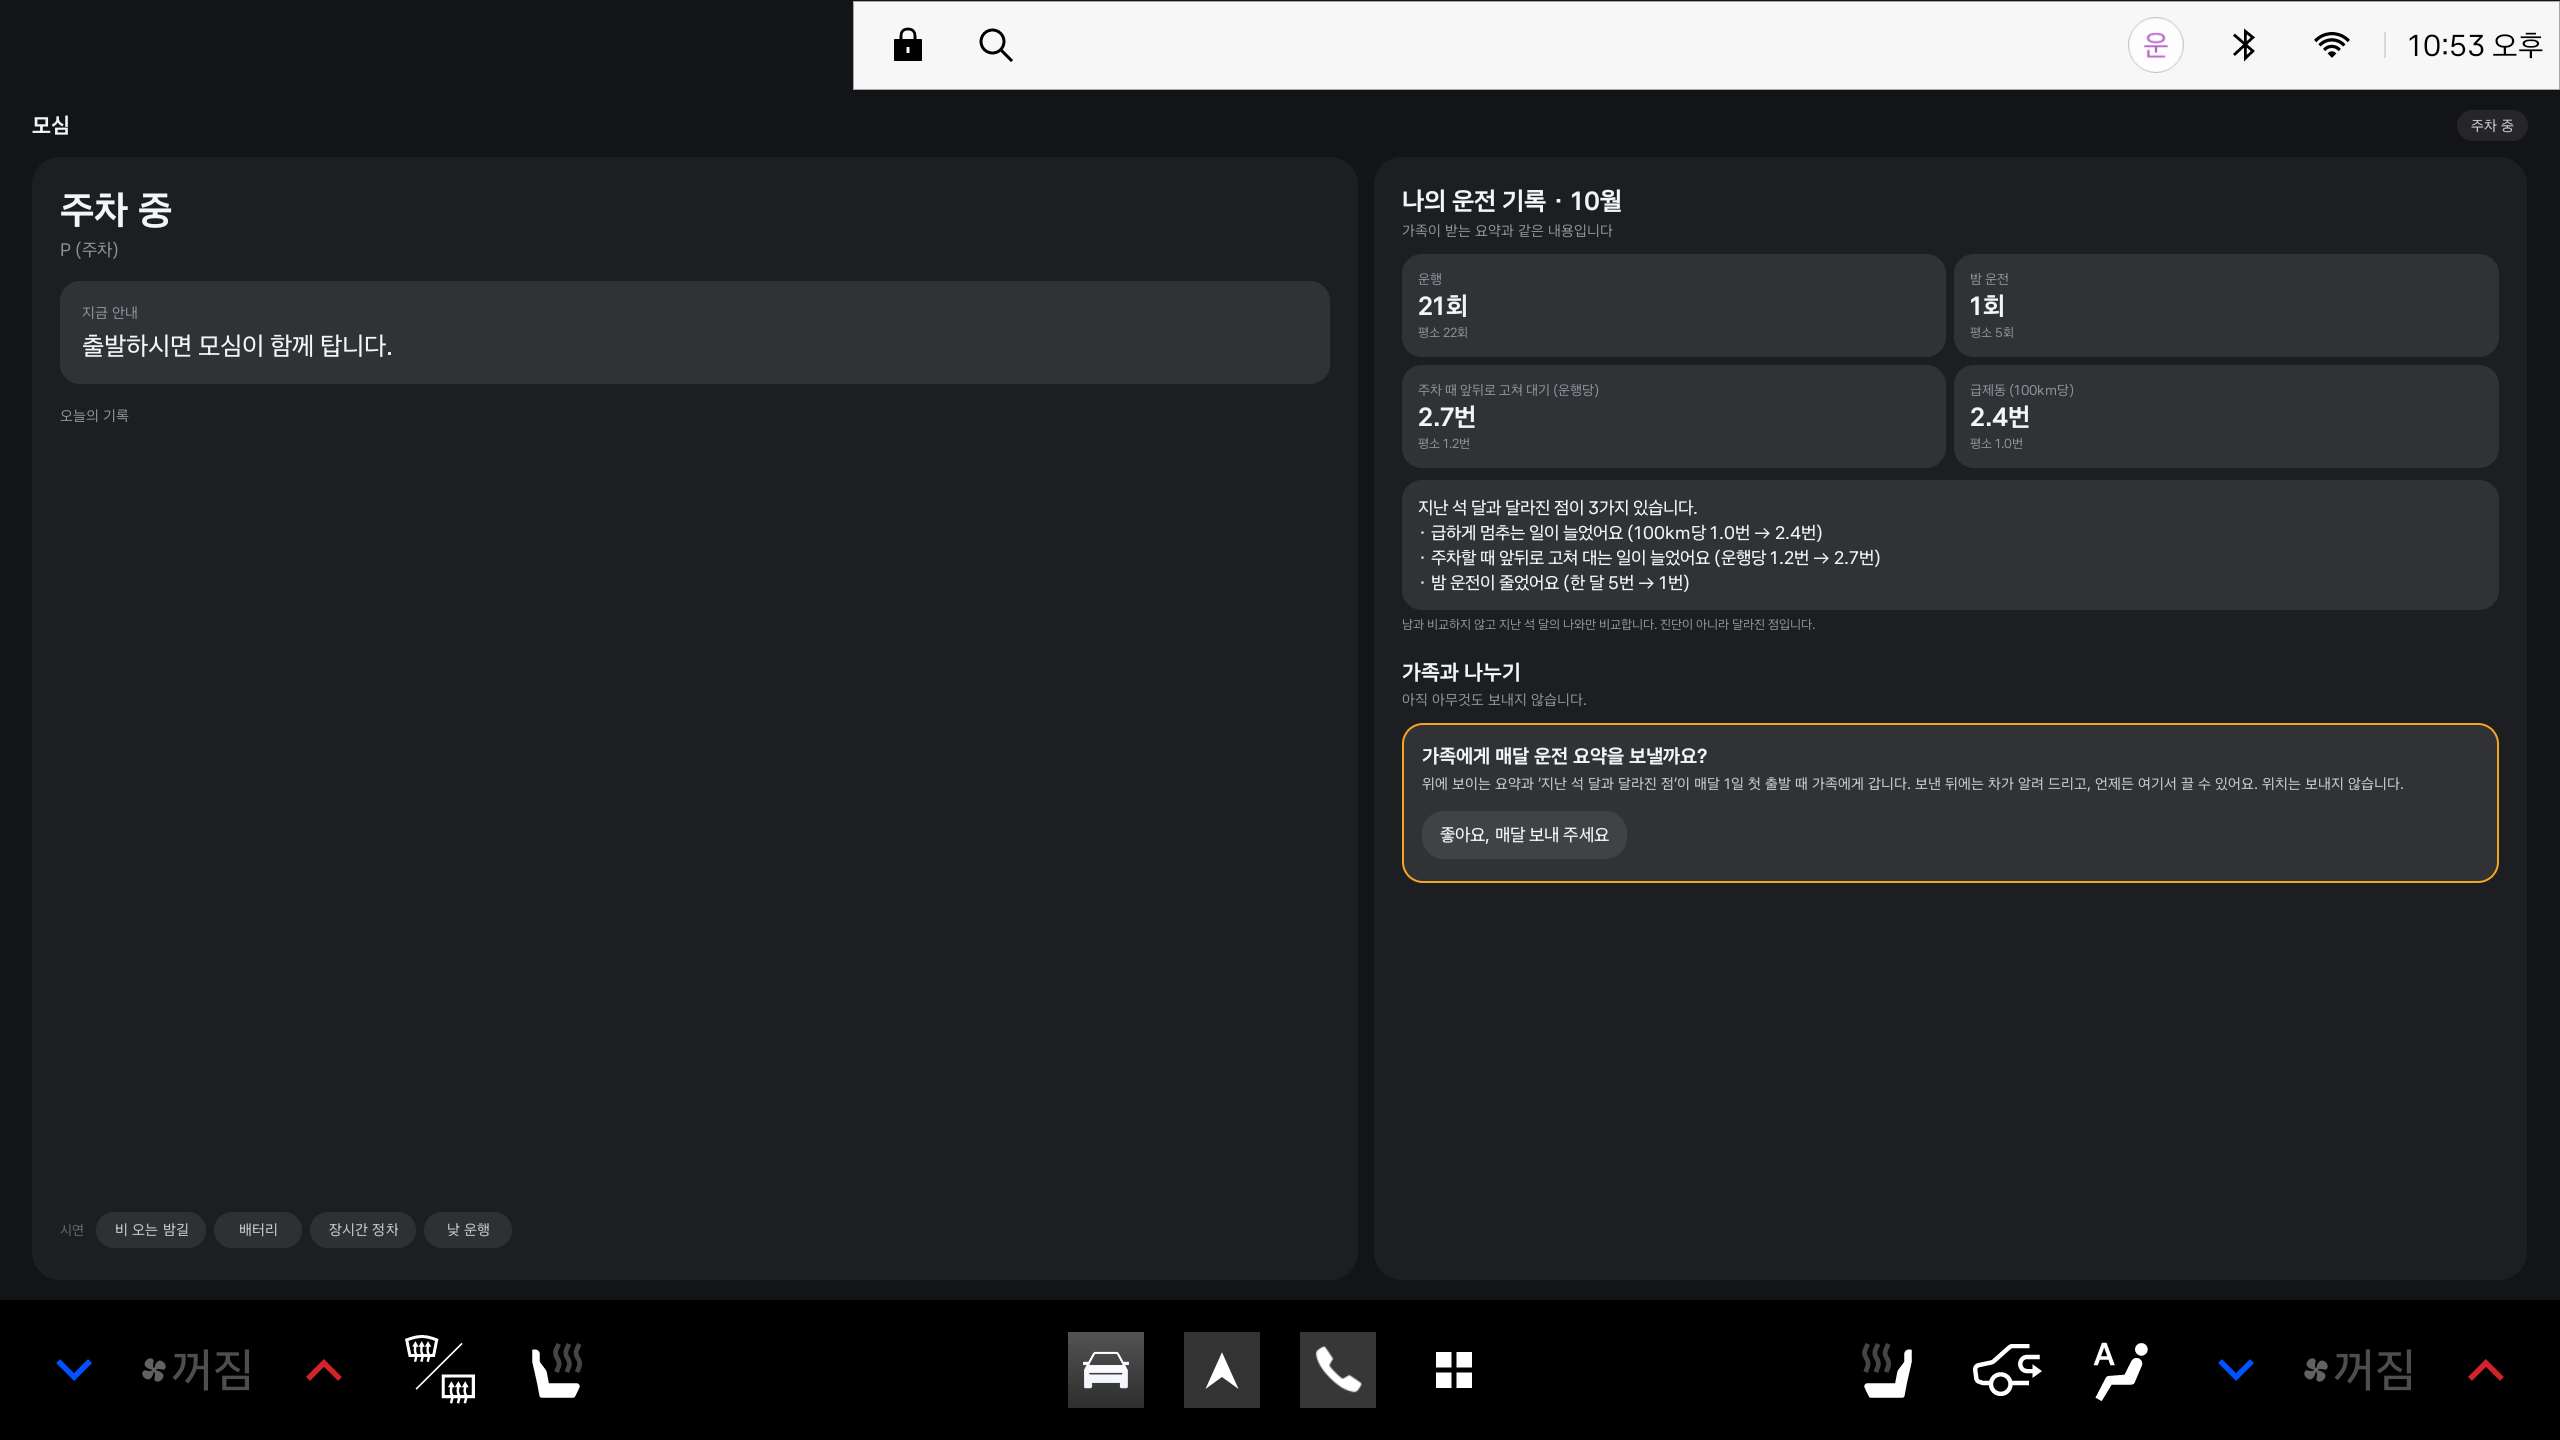 운
10:53 오후
모심
주차 중
주차 중
P (주차)
지금 안내
출발하시면 모심이 함께 탑니다.
오늘의 기록
시연
비 오는 밤길
배터리
장시간 정차
낮 운행
나의 운전 기록 · 10월
가족이 받는 요약과 같은 내용입니다
운행
21회
평소 22회
밤 운전
1회
평소 5회
주차 때 앞뒤로 고쳐 대기 (운행당)
2.7번
평소 1.2번
급제동 (100km당)
2.4번
평소 1.0번
지난 석 달과 달라진 점이 3가지 있습니다.
· 급하게 멈추는 일이 늘었어요 (100km당 1.0번 → 2.4번)
· 주차할 때 앞뒤로 고쳐 대는 일이 늘었어요 (운행당 1.2번 → 2.7번)
· 밤 운전이 줄었어요 (한 달 5번 → 1번)
남과 비교하지 않고 지난 석 달의 나와만 비교합니다. 진단이 아니라 달라진 점입니다.
가족과 나누기
아직 아무것도 보내지 않습니다.
가족에게 매달 운전 요약을 보낼까요?
위에 보이는 요약과 ‘지난 석 달과 달라진 점’이 매달 1일 첫 출발 때 가족에게 갑니다. 보낸 뒤에는 차가 알려 드리고, 언제든 여기서 끌 수 있어요. 위치는 보내지 않습니다.
좋아요, 매달 보내 주세요
꺼짐
A
꺼짐